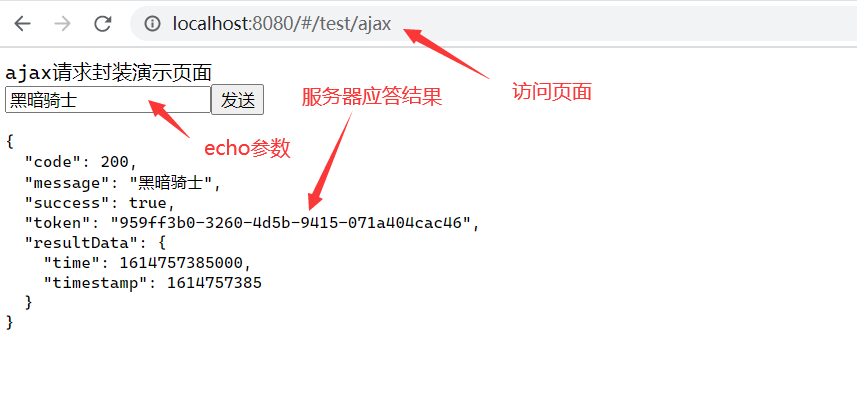 localhost:8080/#/test/ajax
ajax请求封装演示页面
黑暗骑士 发送
服务器应答结果
访问页面
echo参数
{
  "code": 200,
  "message": "黑暗骑士",
  "success": true,
  "token": "959ff3b0-3260-4d5b-9415-071a404cac46",
  "resultData": {
    "time": 1614757385000,
    "timestamp": 1614757385
  }
}